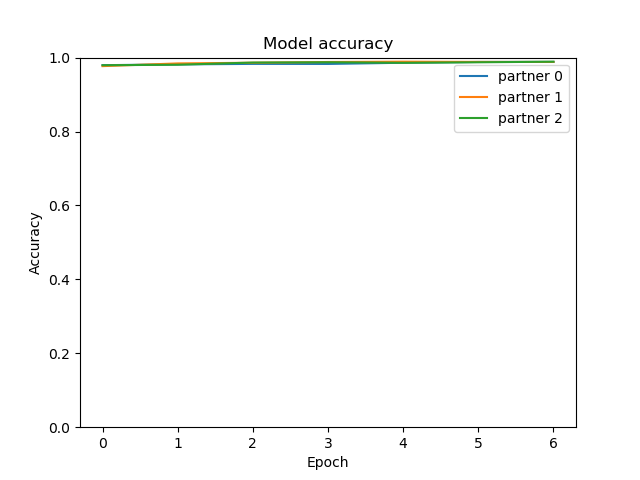 Model accuracy
1.0
0.8
0.6
0.4
0.2
0.0
Accuracy
partner 0
partner 1
partner 2
0 1 2 3 4 5 6
Epoch